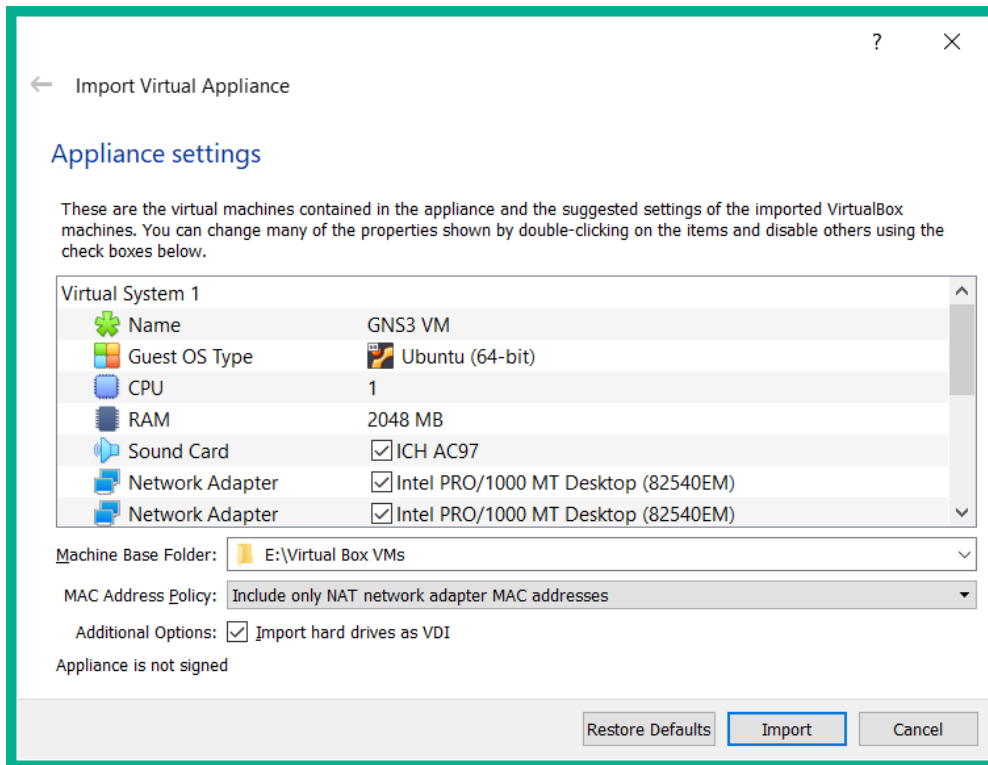 ?
Import Virtual Appliance
Appliance settings
These are the virtual machines contained in the appliance and the suggested settings of the imported VirtualBox
machines. You can change many of the properties shown by double-clicking on the items and disable others using the
check boxes below.
Virtual System 1
Name GNS3 VM
Guest OS Type 64 Ubuntu (64-bit)
CPU 1
RAM 2048 MB
Sound Card ICH AC97
Network Adapter Intel PRO/1000 MT Desktop (82540EM)
Network Adapter Intel PRO/1000 MT Desktop (82540EM)
Machine Base Folder: E:\Virtual Box VMs
MAC Address Policy: Include only NAT network adapter MAC addresses
Additional Options: Import hard drives as VDI
Appliance is not signed
Restore Defaults Import Cancel